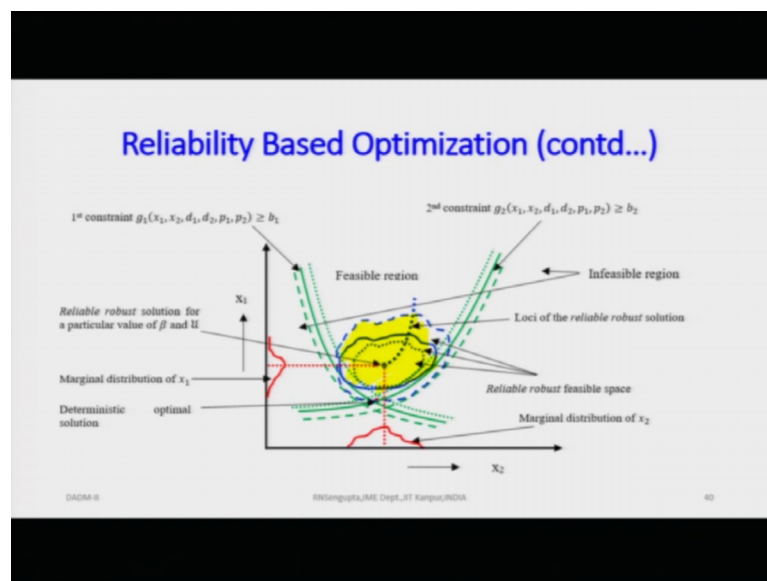 Reliability Based Optimization (contd...)
1st constraint g₁(x₁, x₂, d₁, d₂, p₁, p₂) ≥ b₁
2nd constraint g₂(x₁, x₂, d₁, d₂, p₁, p₂) ≥ b₂
Feasible region
Infeasible region
x₁
Reliable robust solution for
a particular value of β and 𝔘
Loci of the reliable robust solution
Marginal distribution of x₁
Reliable robust feasible space
Deterministic optimal
solution
Marginal distribution of x₂
x₂
DADM-II
RNSengupta,IME Dept.,IIT Kanpur,INDIA
40